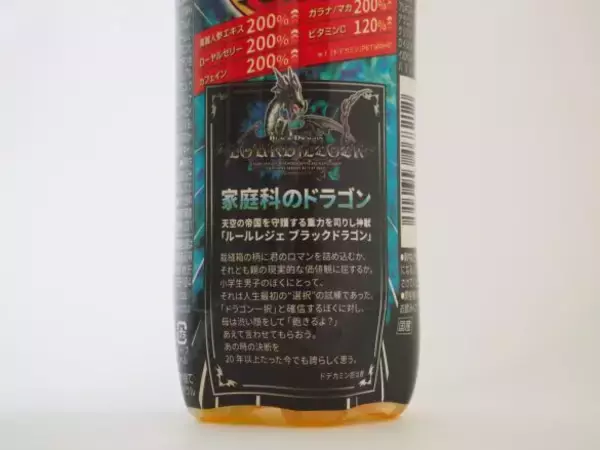 高麗人参エキス 200%
ローヤルゼリー 200%
カフェイン 200%
ガラナ/マカ 200%
ビタミンC 120%
BLACK DRAGON
家庭科のドラゴン
天空の帝国を守護する重力を司りし神獣
「ルールレジェ ブラックドラゴン」
裁縫箱の柄に君のロマンを詰め込むか、
それとも親の現実的な価値観に屈するか。
小学生男子のぼくにとって、
それは人生最初の“選択”の試練であった。
「ドラゴン一択」と確信するぼくに対し、
母は渋い顔をして「飽きるよ?」
あえて言わせてもらおう。
あの時の決断を
20年以上たった今でも誇らしく思う。
国産